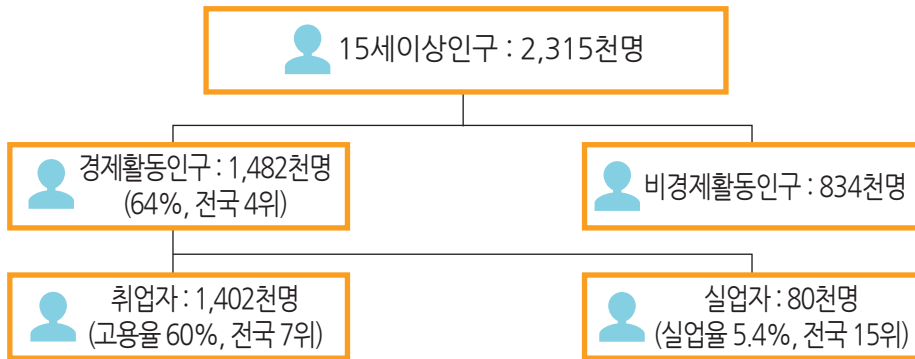 15세이상인구 : 2,315천명
경제활동인구 : 1,482천명
(64%, 전국 4위)
비경제활동인구 : 834천명
취업자 : 1,402천명
(고용율 60%, 전국 7위)
실업자 : 80천명
(실업율 5.4%, 전국 15위)